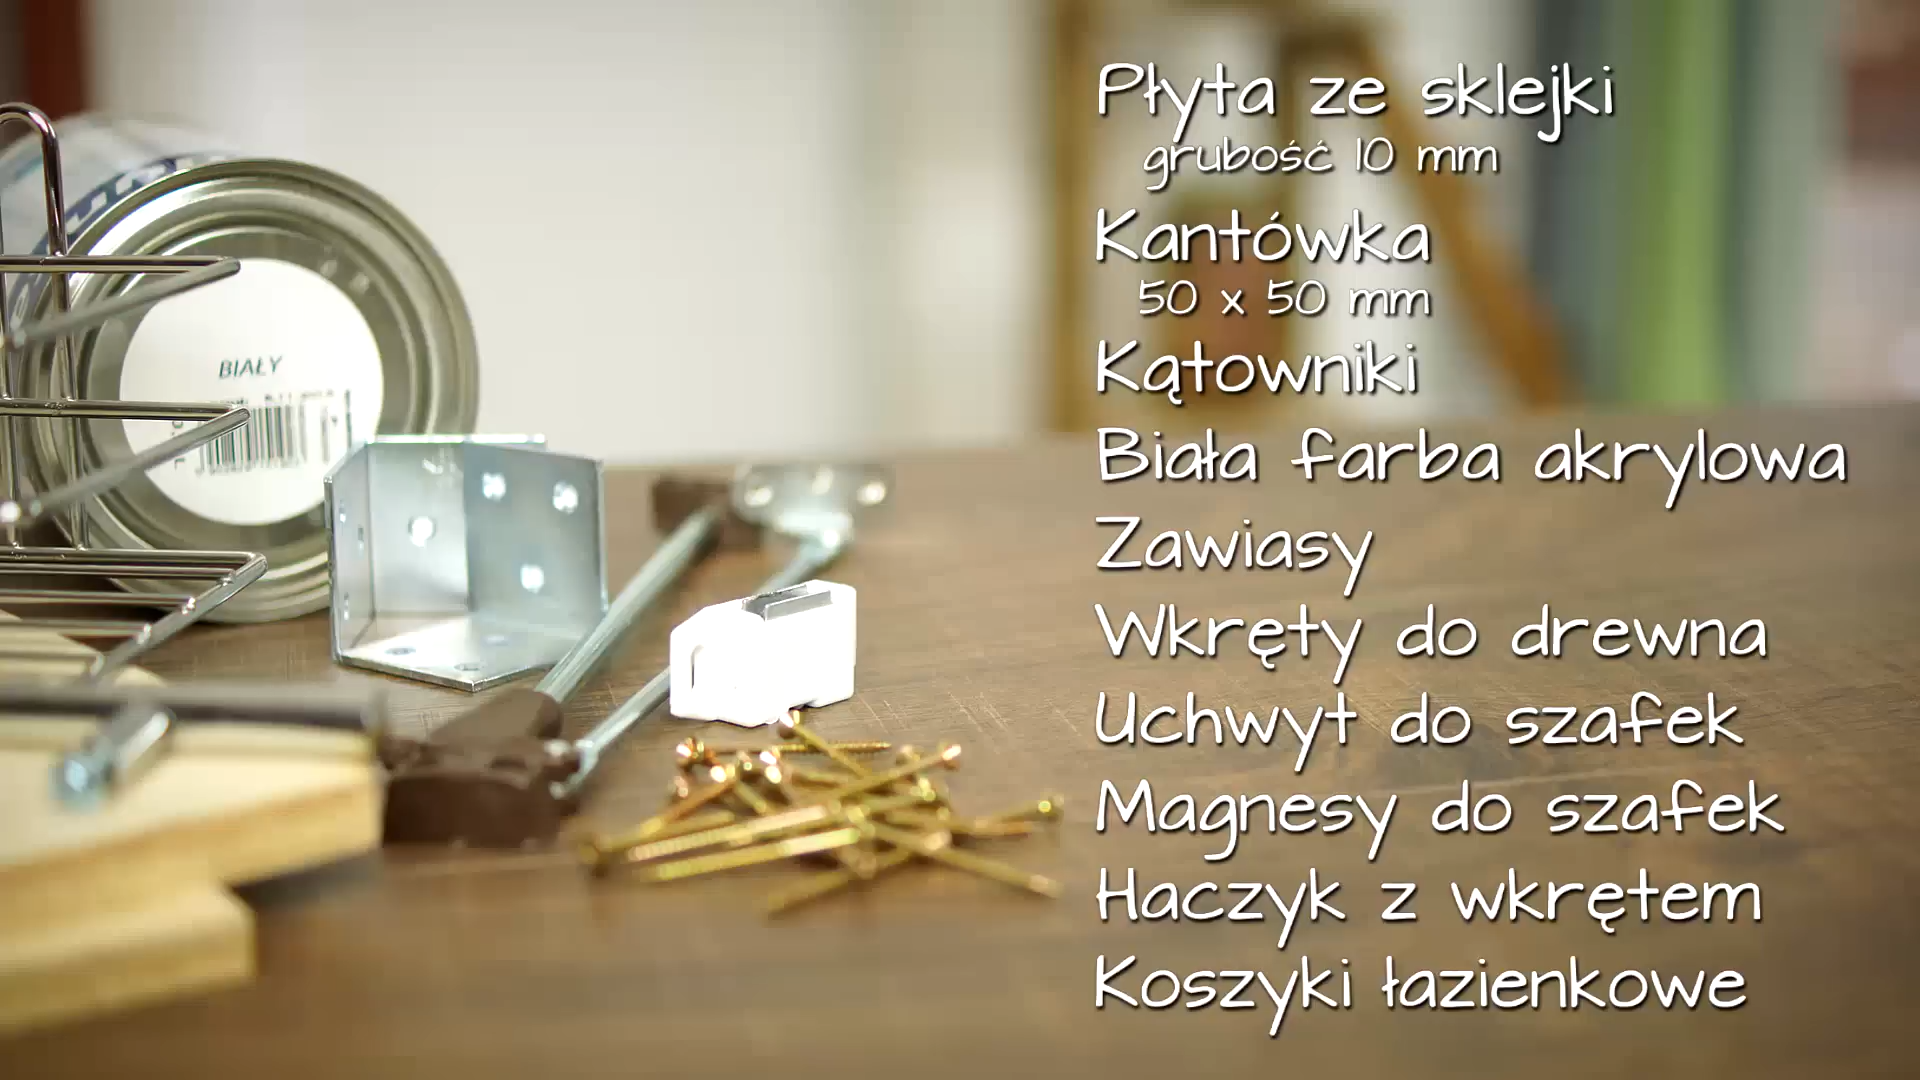 Płyta ze sklejki
grubość 10 mm
Kantówka
50 x 50 mm
Kątowniki
Biała farba akrylowa
Zawiasy
Wkręty do drewna
Uchwyt do szafek
Magnesy do szafek
Haczyk z wkrętem
Koszyki łazienkowe
BIAŁY